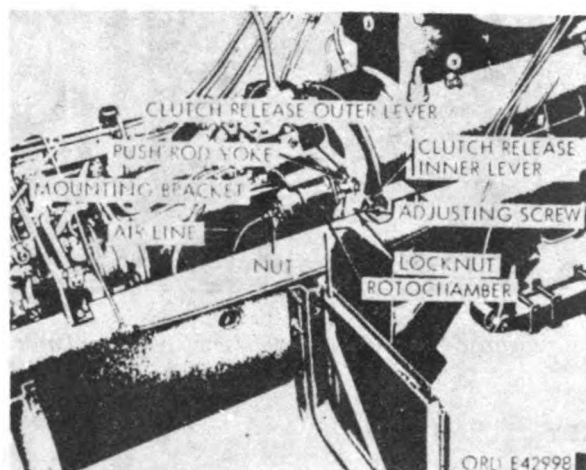 CLUTCH RELEASE OUTER LEVER
PUSH ROD YOKE
MOUNTING BRACKET
AIR LINE
NUT
CLUTCH RELEASE
INNER LEVER
ADJUSTING SCREW
LOCKNUT
ROTOCHAMBER
ORD E42998